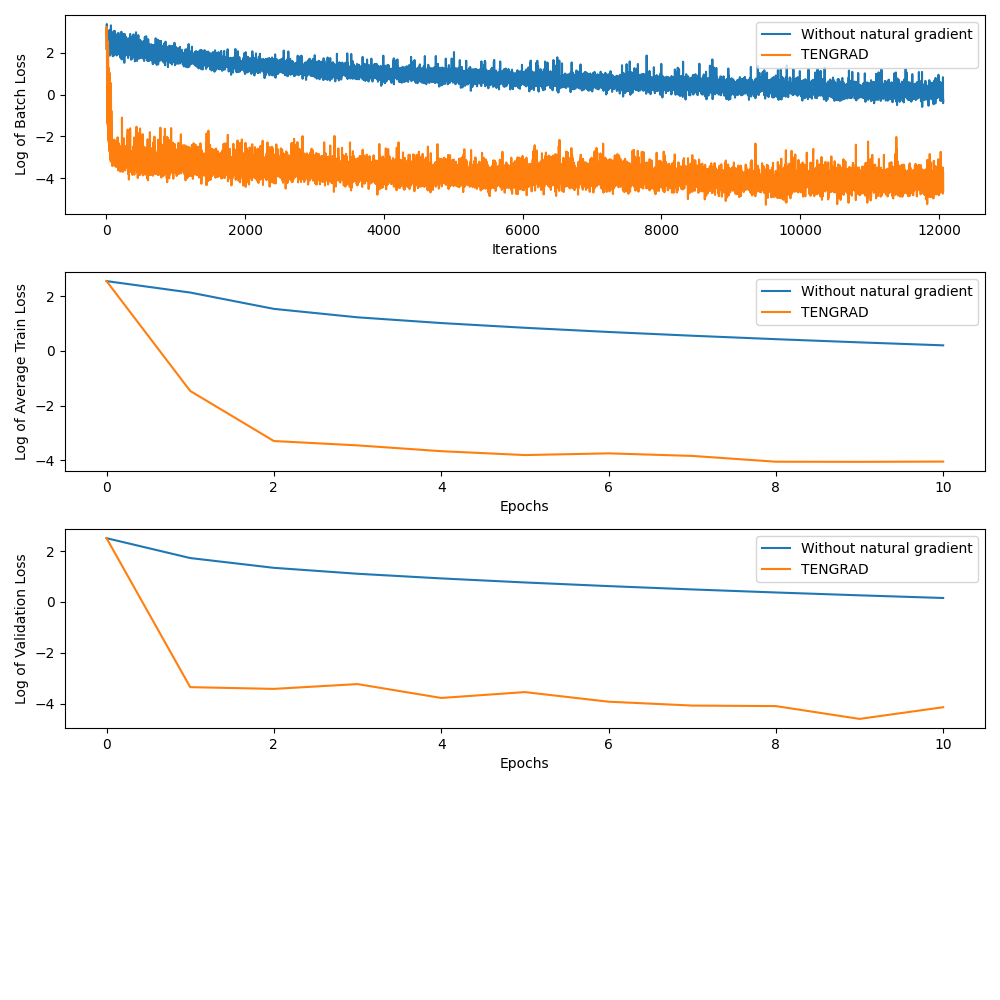 Log of Batch Loss
2
0
−2
−4
Without natural gradient
TENGRAD
0 2000 4000 6000 8000 10000 12000
Iterations
Log of Average Train Loss
2
0
−2
−4
Without natural gradient
TENGRAD
0 2 4 6 8 10
Epochs
Log of Validation Loss
2
0
−2
−4
Without natural gradient
TENGRAD
0 2 4 6 8 10
Epochs